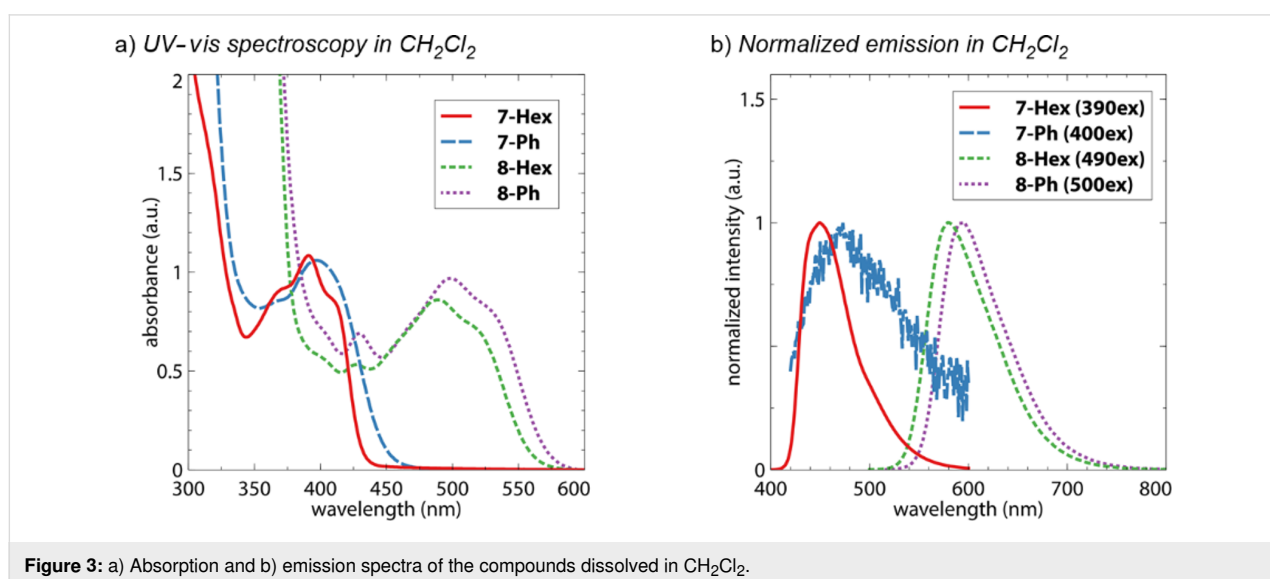 a) UV–vis spectroscopy in CH2Cl2
2
1.5
1
0.5
0
absorbance (a.u.)
7-Hex
7-Ph
8-Hex
8-Ph
300 350 400 450 500 550 600
wavelength (nm)
b) Normalized emission in CH2Cl2
1.5
1
0
normalized intensity (a.u.)
7-Hex (390ex)
7-Ph (400ex)
8-Hex (490ex)
8-Ph (500ex)
400 500 600 700 800
wavelength (nm)
Figure 3: a) Absorption and b) emission spectra of the compounds dissolved in CH2Cl2.